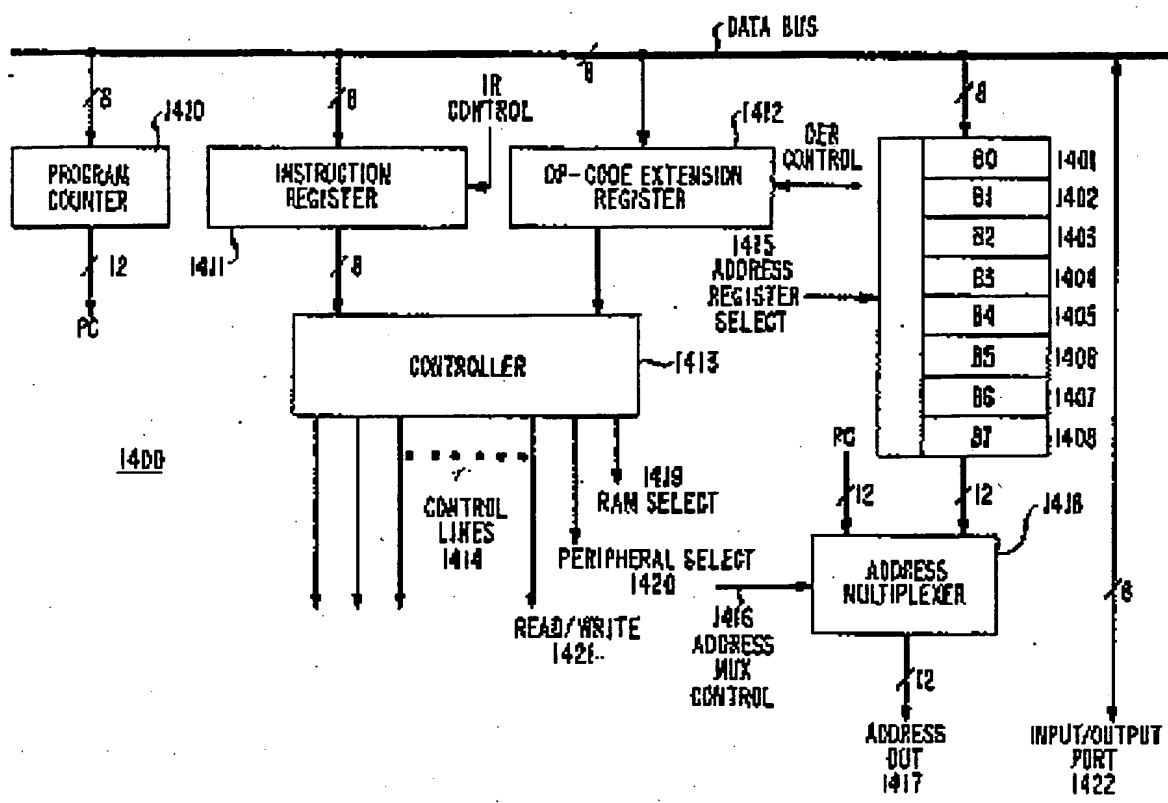 DATA BUS
8
8
8
8
IR
CONTROL
1410
1412
OER
CONTROL
PROGRAM
COUNTER
INSTRUCTION
REGISTER
OP-CODE EXTENSION
REGISTER
B0 1401
B1 1402
B2 1403
B3 1404
B4 1405
B5 1406
B6 1407
B7 1408
12
PC
1411
8
1415
ADDRESS
REGISTER
SELECT
CONTROLLER
1413
1400
CONTROL
LINES
1414
1419
RAM SELECT
PERIPHERAL SELECT
1420
READ/WRITE
1421
PC
12
12
1418
ADDRESS
MULTIPLEXER
1416
ADDRESS
MUX
CONTROL
12
8
ADDRESS
OUT
1417
INPUT/OUTPUT
PORT
1422